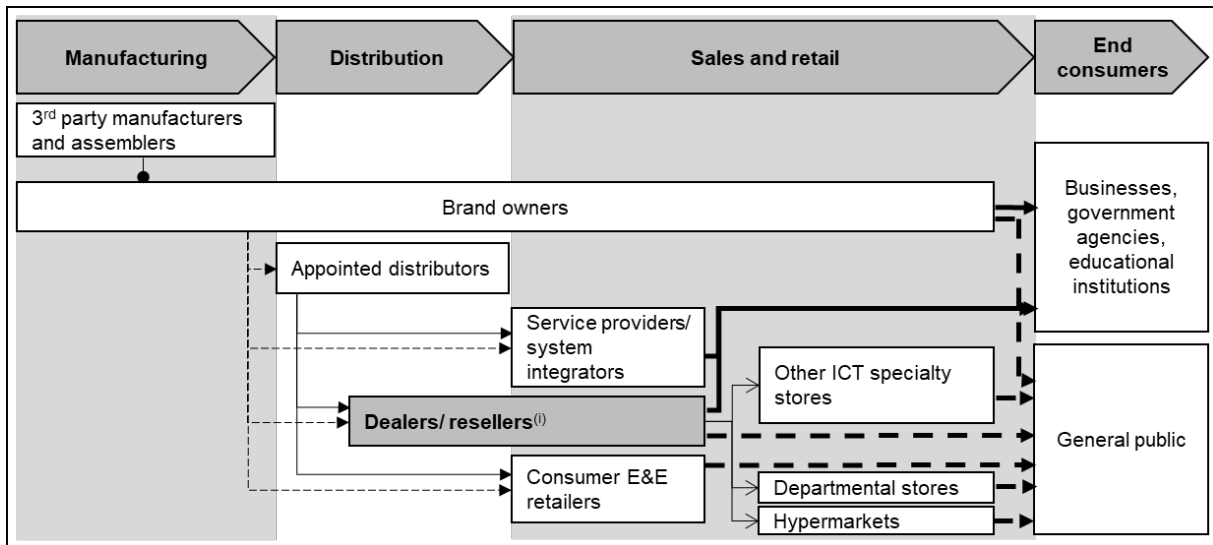 Manufacturing
Distribution
Sales and retail
End
consumers
3rd party manufacturers
and assemblers
Brand owners
Businesses,
government
agencies,
educational
institutions
Appointed distributors
Service providers/
system
integrators
Other ICT specialty
stores
Dealers/ resellers(i)
General public
Consumer E&E
retailers
Departmental stores
Hypermarkets